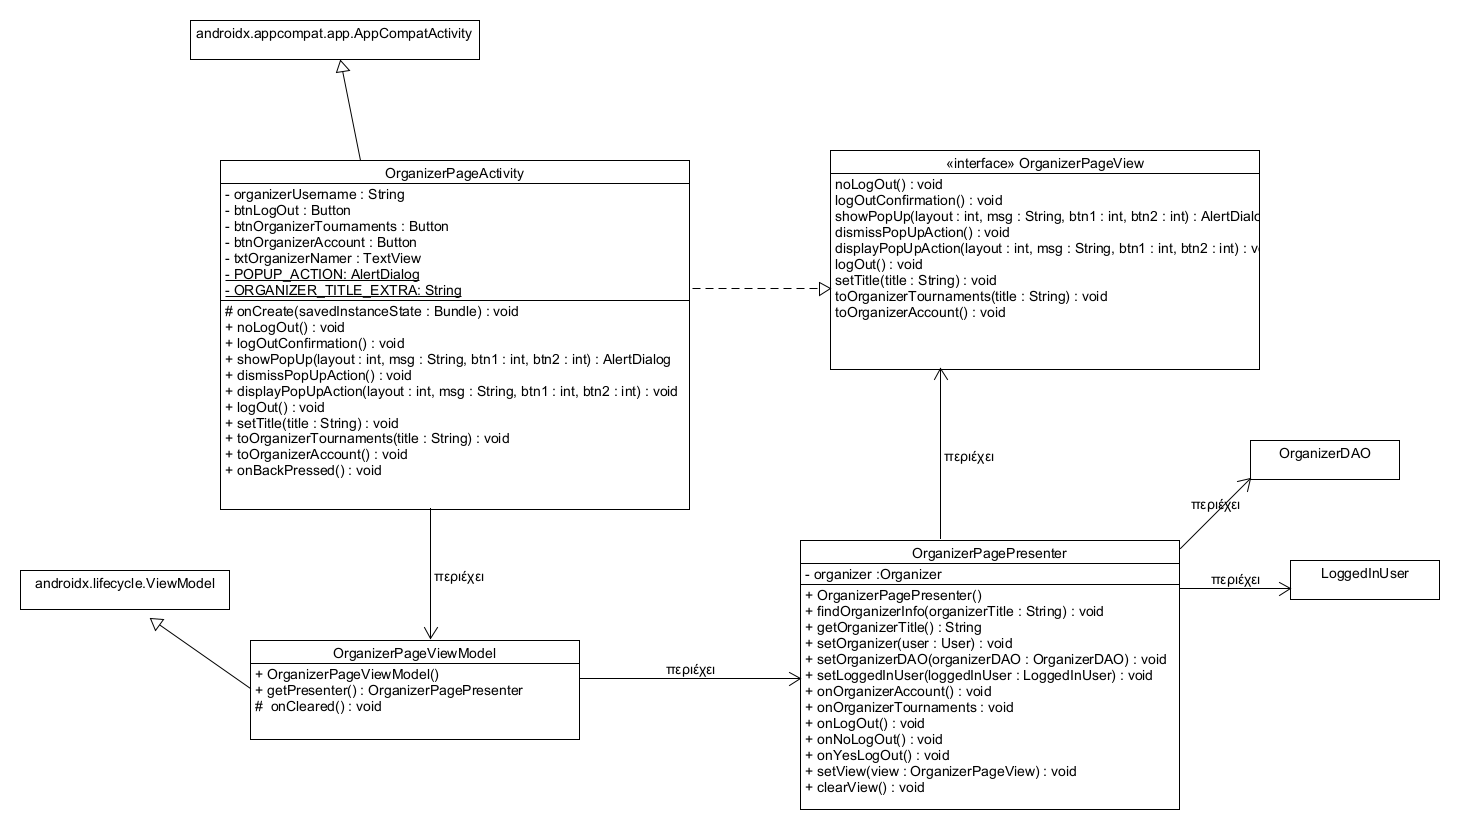 androidx.appcompat.app.AppCompatActivity
OrganizerPageActivity
- organizerUsername : String
- btnLogOut : Button
- btnOrganizerTournaments : Button
- btnOrganizerAccount : Button
- txtOrganizerNamer : TextView
- POPUP_ACTION: AlertDialog
- ORGANIZER_TITLE_EXTRA: String
# onCreate(savedInstanceState : Bundle) : void
+ noLogOut() : void
+ logOutConfirmation() : void
+ showPopUp(layout : int, msg : String, btn1 : int, btn2 : int) : AlertDialog
+ dismissPopUpAction() : void
+ displayPopUpAction(layout : int, msg : String, btn1 : int, btn2 : int) : void
+ logOut() : void
+ setTitle(title : String) : void
+ toOrganizerTournaments(title : String) : void
+ toOrganizerAccount() : void
+ onBackPressed() : void
«interface» OrganizerPageView
noLogOut() : void
logOutConfirmation() : void
showPopUp(layout : int, msg : String, btn1 : int, btn2 : int) : AlertDialo
dismissPopUpAction() : void
displayPopUpAction(layout : int, msg : String, btn1 : int, btn2 : int) : v
logOut() : void
setTitle(title : String) : void
toOrganizerTournaments(title : String) : void
toOrganizerAccount() : void
περιέχει
OrganizerDAO
περιέχει
LoggedInUser
περιέχει
περιέχει
androidx.lifecycle.ViewModel
OrganizerPageViewModel
+ OrganizerPageViewModel()
+ getPresenter() : OrganizerPagePresenter
# onCleared() : void
περιέχει
OrganizerPagePresenter
- organizer :Organizer
+ OrganizerPagePresenter()
+ findOrganizerInfo(organizerTitle : String) : void
+ getOrganizerTitle() : String
+ setOrganizer(user : User) : void
+ setOrganizerDAO(organizerDAO : OrganizerDAO) : void
+ setLoggedInUser(loggedInUser : LoggedInUser) : void
+ onOrganizerAccount() : void
+ onOrganizerTournaments : void
+ onLogOut() : void
+ onNoLogOut() : void
+ onYesLogOut() : void
+ setView(view : OrganizerPageView) : void
+ clearView() : void